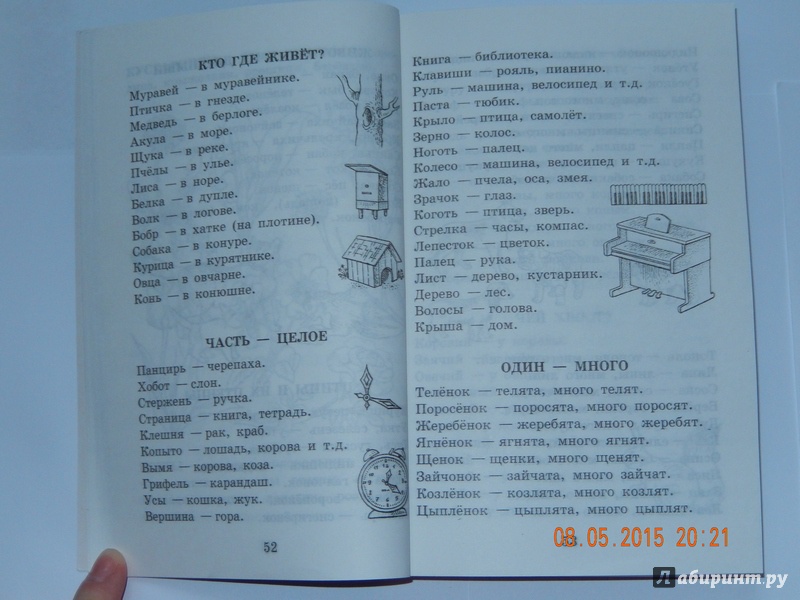 КТО ГДЕ ЖИВЁТ?
Муравей — в муравейнике.
Птичка — в гнезде.
Медведь — в берлоге.
Акула — в море.
Щука — в реке.
Пчёлы — в улье.
Лиса — в норе.
Белка — в дупле.
Волк — в логове.
Бобр — в хатке (на плотине).
Собака — в конуре.
Курица — в курятнике.
Овца — в овчарне.
Конь — в конюшне.
ЧАСТЬ — ЦЕЛОЕ
Панцирь — черепаха.
Хобот — слон.
Стержень — ручка.
Страница — книга, тетрадь.
Клешня — рак, краб.
Копыто — лошадь, корова и т.д.
Вымя — корова, коза.
Грифель — карандаш.
Усы — кошка, жук.
Вершина — гора.
52
Книга — библиотека.
Клавиши — рояль, пианино.
Руль — машина, велосипед и т.д.
Паста — тюбик.
Крыло — птица, самолёт.
Зерно — колос.
Ноготь — палец.
Колесо — машина, велосипед и т.д.
Жало — пчела, оса, змея.
Зрачок — глаз.
Коготь — птица, зверь.
Стрелка — часы, компас.
Лепесток — цветок.
Палец — рука.
Лист — дерево, кустарник.
Дерево — лес.
Волосы — голова.
Крыша — дом.
ОДИН — МНОГО
Телёнок — телята, много телят.
Поросёнок — поросята, много поросят.
Жеребёнок — жеребята, много жеребят.
Ягнёнок — ягнята, много ягнят.
Щенок — щенки, много щенят.
Зайчонок — зайчата, много зайчат.
Козлёнок — козлята, много козлят.
Цыплёнок — цыплята, много цыплят.
53
08.05.2015 20:21
Лабиринт.ру